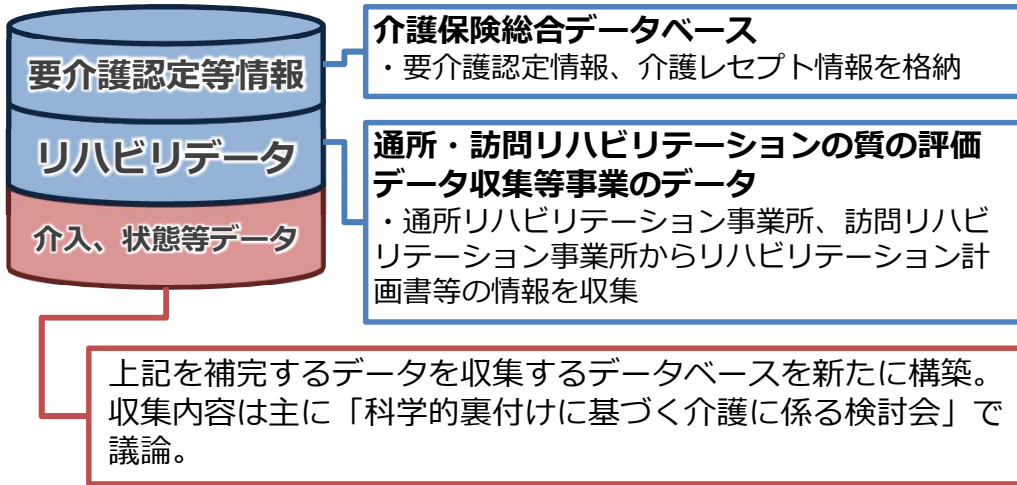 要介護認定等情報
リハビリデータ
介入、状態等データ
介護保険総合データベース
・要介護認定情報、介護レセプト情報を格納
通所・訪問リハビリテーションの質の評価
データ収集等事業のデータ
・通所リハビリテーション事業所、訪問リハビ
リテーション事業所からリハビリテーション計
画書等の情報を収集
上記を補完するデータを収集するデータベースを新たに構築。
収集内容は主に「科学的裏付けに基づく介護に係る検討会」で
議論。